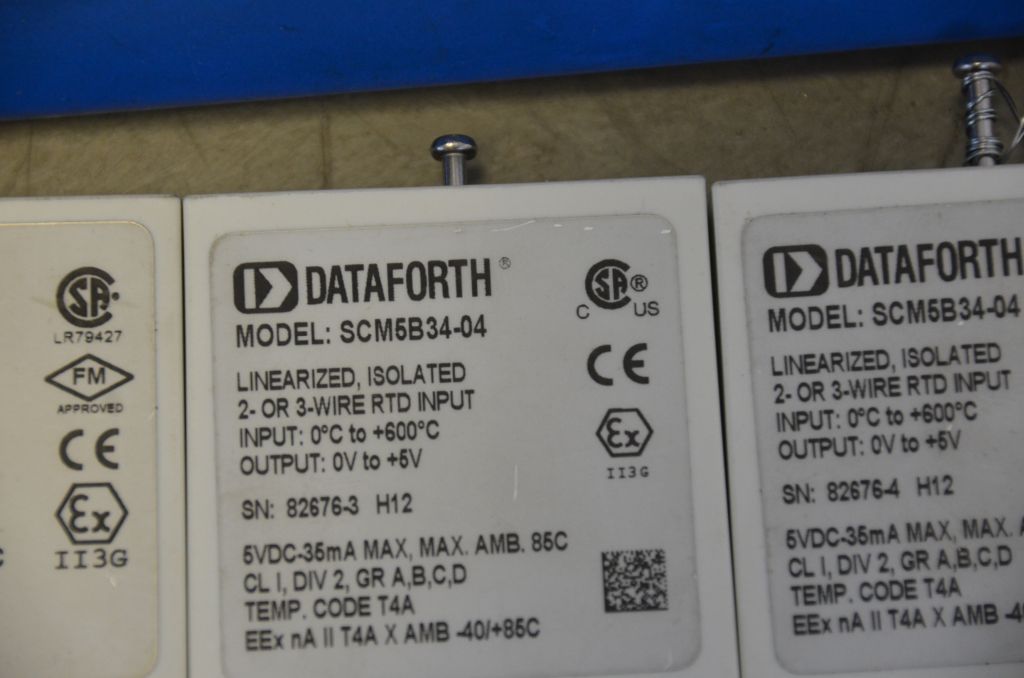 SA
LR79427
FM
APPROVED
CE
Ex
II3G
C
DATAFORTH®
MODEL: SCM5B34-04
LINEARIZED, ISOLATED
2- OR 3-WIRE RTD INPUT
INPUT: 0°C to +600°C
OUTPUT: 0V to +5V
SN: 82676-3 H12
5VDC-35mA MAX, MAX. AMB. 85C
CL I, DIV 2, GR A,B,C,D
TEMP. CODE T4A
EEx nA II T4A X AMB -40/+85C
SA®
C US
CE
Ex
II3G
DATAFORTH
MODEL: SCM5B34-04
LINEARIZED, ISOLATED
2- OR 3-WIRE RTD INPUT
INPUT: 0°C to +600°C
OUTPUT: 0V to +5V
SN: 82676-4 H12
5VDC-35mA MAX, MAX. A
CL I, DIV 2, GR A,B,C,D
TEMP. CODE T4A
EEx nA II T4A X AMB -4